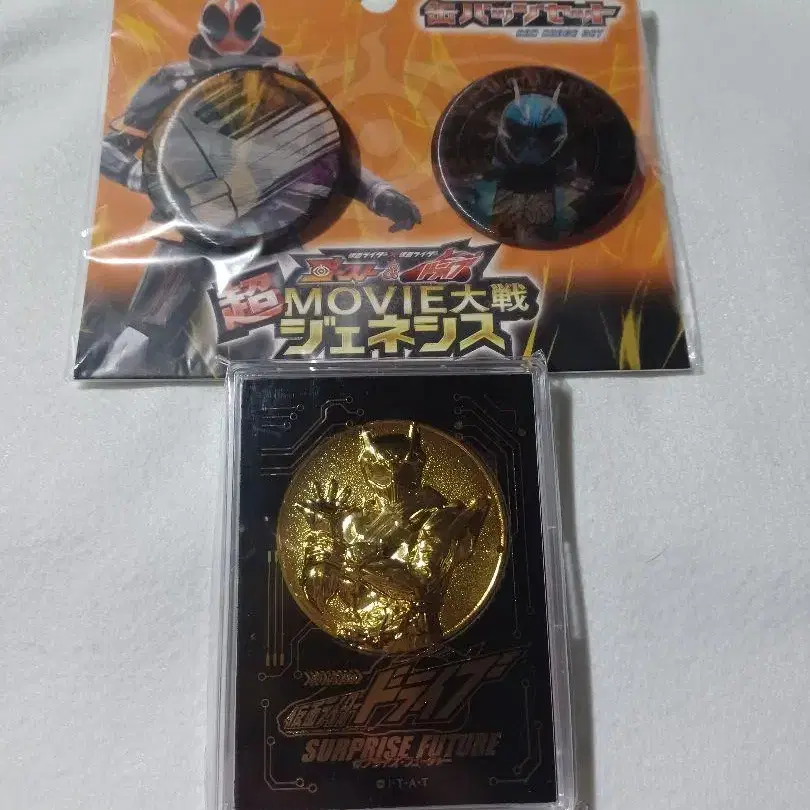 缶バッジセット
CAN BADGE SET
仮面ライダー×仮面ライダー
ゴースト&ドライブ
超MOVIE大戦
ジェネシス
仮面ライダードライブ
SURPRISE FUTURE
サプライズ・フューチャー
©I・T・A・T